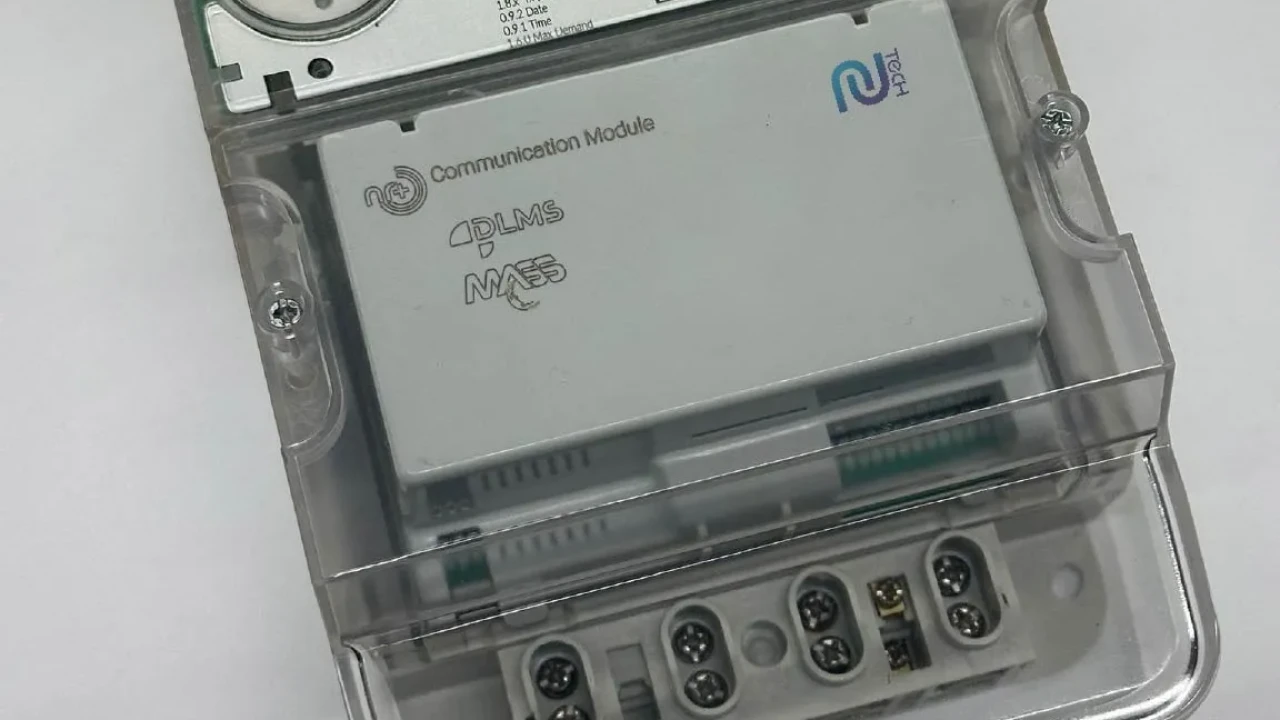 0.9.2 Date
0.9.1 Time
1.6.0 Max Demand
TECH
Communication Module
DLMS
MASS